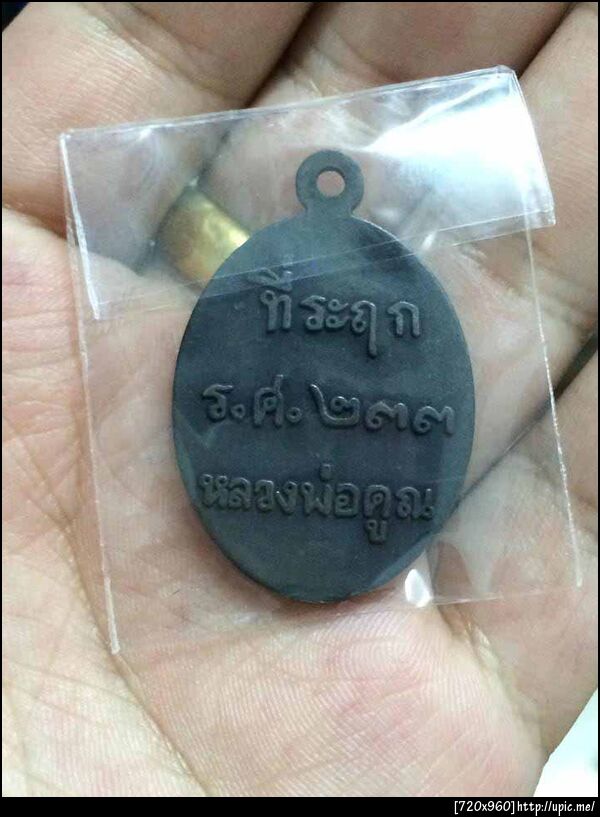 ที่ระฤก
ร.ศ.๒๓๓
หลวงพ่อคูณ
[720x960]http://upic.me/